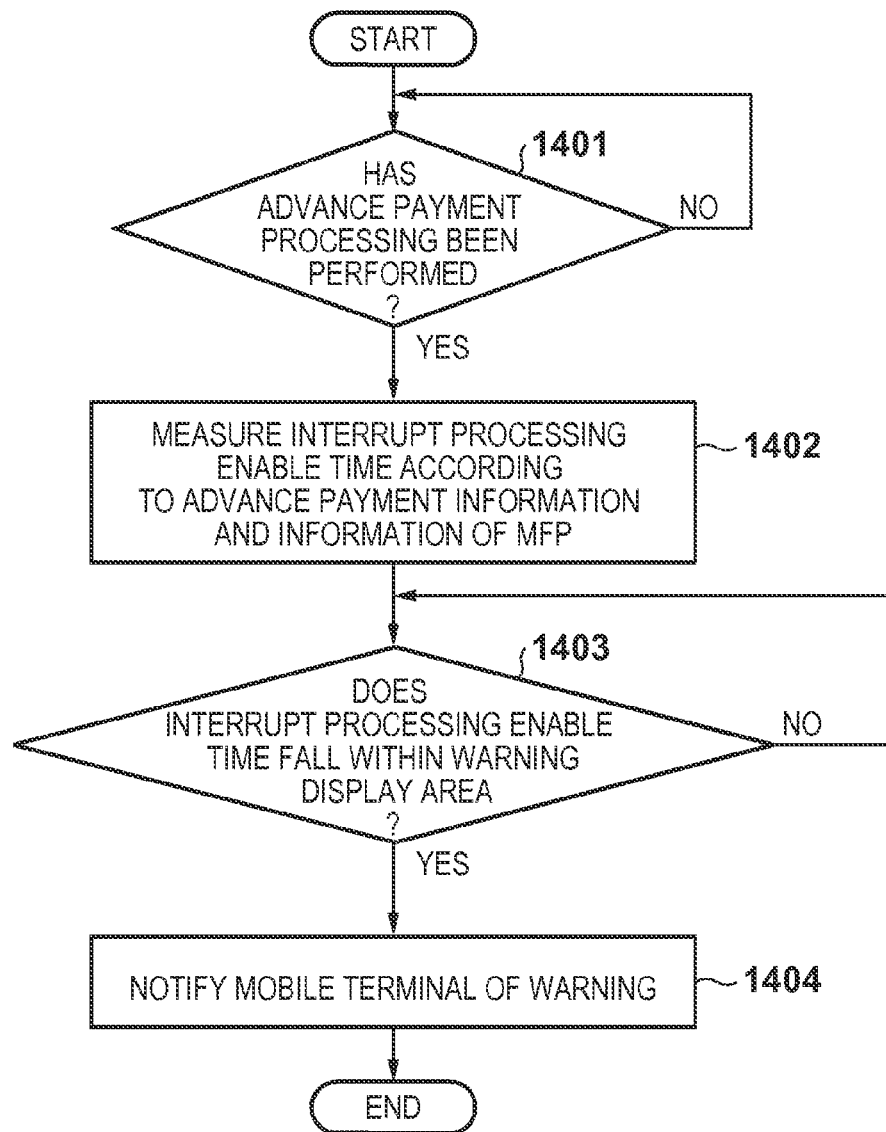 START
1401
HAS
ADVANCE PAYMENT
PROCESSING BEEN
PERFORMED
?
NO
YES
MEASURE INTERRUPT PROCESSING
ENABLE TIME ACCORDING
TO ADVANCE PAYMENT INFORMATION
AND INFORMATION OF MFP
1402
1403
DOES
INTERRUPT PROCESSING ENABLE
TIME FALL WITHIN WARNING
DISPLAY AREA
?
NO
YES
NOTIFY MOBILE TERMINAL OF WARNING
1404
END